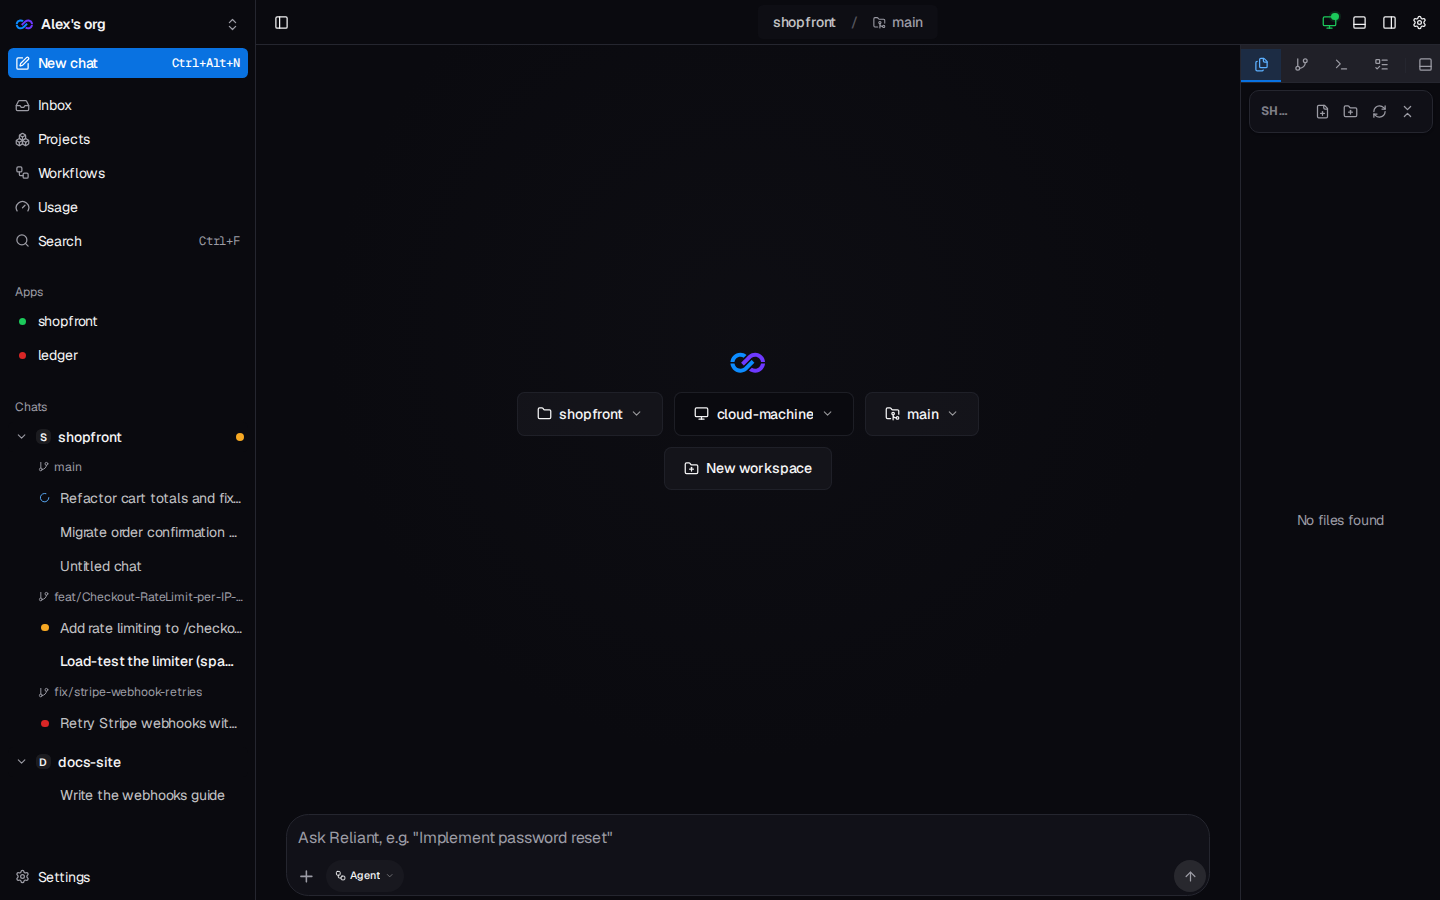 Alex's org
New chat Ctrl+Alt+N
Inbox
Projects
Workflows
Usage
Search Ctrl+F
Apps
shopfront
ledger
Chats
S shopfront
main
Refactor cart totals and fix...
Migrate order confirmation ...
Untitled chat
feat/Checkout-RateLimit-per-IP-...
Add rate limiting to /checko...
Load-test the limiter (spa...
fix/stripe-webhook-retries
Retry Stripe webhooks wit...
D docs-site
Write the webhooks guide
Settings
shopfront / main
shopfront
cloud-machine
main
New workspace
Ask Reliant, e.g. "Implement password reset"
Agent
SH...
No files found